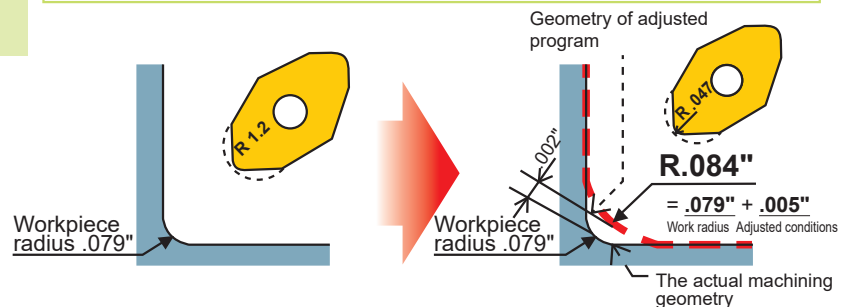 R 1.2
Workpiece
radius .079"
Geometry of adjusted
program
R .047
.002"
R.084"
= .079" + .005"
Work radius Adjusted conditions
Workpiece
radius .079"
The actual machining
geometry